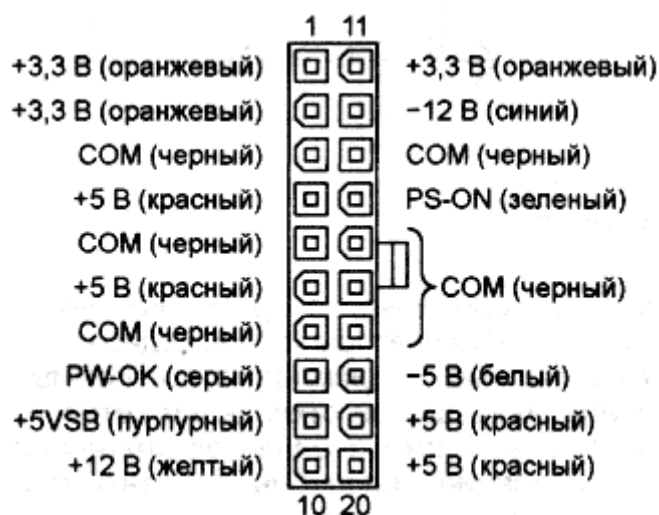 1 11
+3,3 В (оранжевый) +3,3 В (оранжевый)
+3,3 В (оранжевый) −12 В (синий)
COM (черный) COM (черный)
+5 В (красный) PS-ON (зеленый)
COM (черный)
+5 В (красный) COM (черный)
COM (черный)
PW-OK (серый) −5 В (белый)
+5VSB (пурпурный) +5 В (красный)
+12 В (желтый) +5 В (красный)
10 20